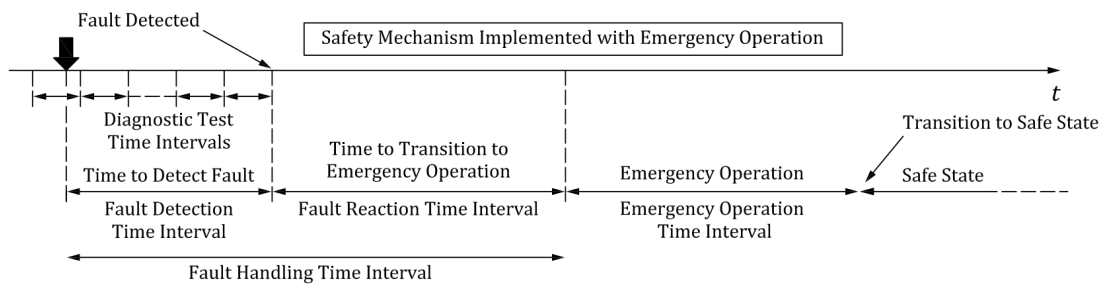 Fault Detected
Safety Mechanism Implemented with Emergency Operation
t
Diagnostic Test
Time Intervals
Transition to Safe State
Time to Detect Fault
Time to Transition to
Emergency Operation
Emergency Operation
Safe State
Fault Detection
Time Interval
Fault Reaction Time Interval
Emergency Operation
Time Interval
Fault Handling Time Interval